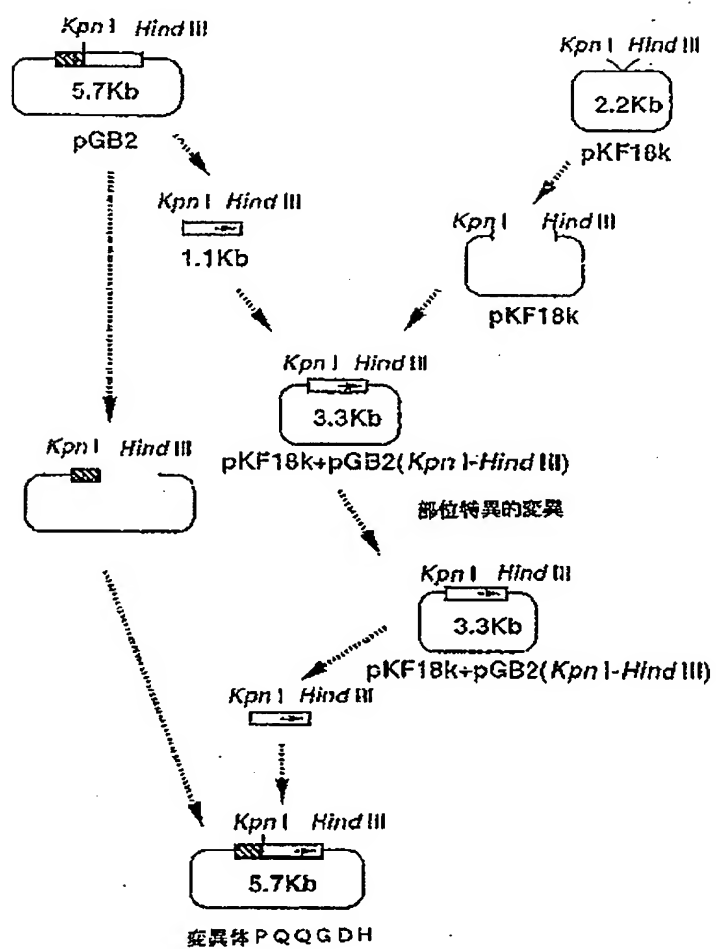 Kpn I Hind III
5.7Kb
pGB2
Kpn I Hind III
2.2Kb
pKF18k
Kpn I Hind III
1.1Kb
Kpn I Hind III
pKF18k
Kpn I Hind III
3.3Kb
pKF18k+pGB2(Kpn I-Hind III)
Kpn I Hind III
部位特異的変異
Kpn I Hind III
3.3Kb
pKF18k+pGB2(Kpn I-Hind III)
Kpn I Hind III
Kpn I Hind III
5.7Kb
変異体PQQGDH